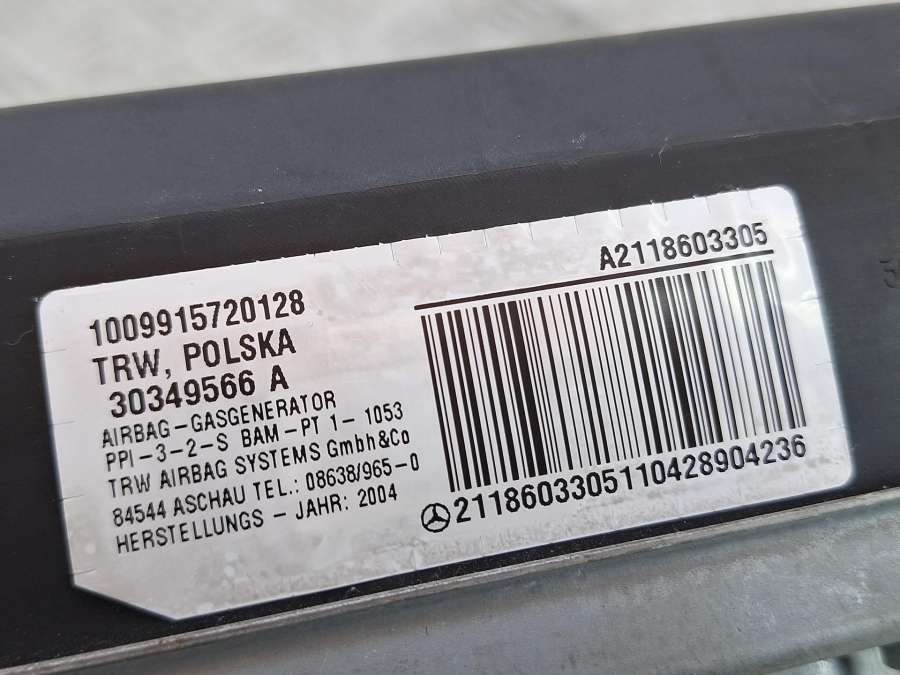 A2118603305
1009915720128
TRW, POLSKA
30349566 A
AIRBAG-GASGENERATOR
PPI-3-2-S BAM-PT 1- 1053
TRW AIRBAG SYSTEMS GmbH&Co
84544 ASCHAU TEL.: 08638/965-0
HERSTELLUNGS - JAHR: 2004
2118603305110428904236